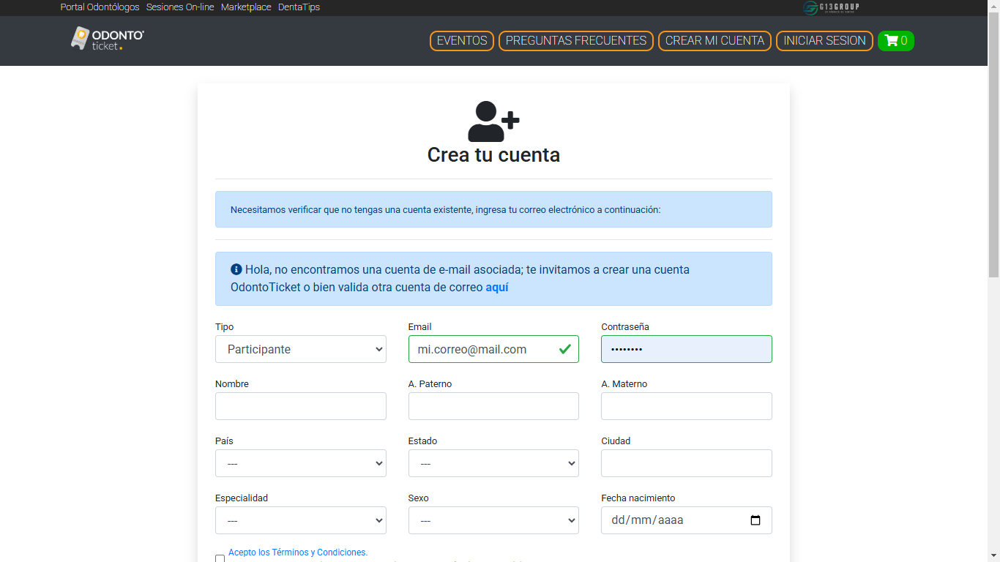 Portal Odontólogos Sesiones On-line Marketplace DentaTips
G13GROUP
ODONTO
ticket.
EVENTOS PREGUNTAS FRECUENTES CREAR MI CUENTA INICIAR SESION 0
Crea tu cuenta
Necesitamos verificar que no tengas una cuenta existente, ingresa tu correo electrónico a continuación:
Hola, no encontramos una cuenta de e-mail asociada; te invitamos a crear una cuenta
OdontoTicket o bien valida otra cuenta de correo aquí
Tipo Email Contraseña
Participante mi.correo@mail.com ••••••••
Nombre A. Paterno A. Materno
País Estado Ciudad
--- ---
Especialidad Sexo Fecha nacimiento
--- --- dd/mm/aaaa
Acepto los Términos y Condiciones.